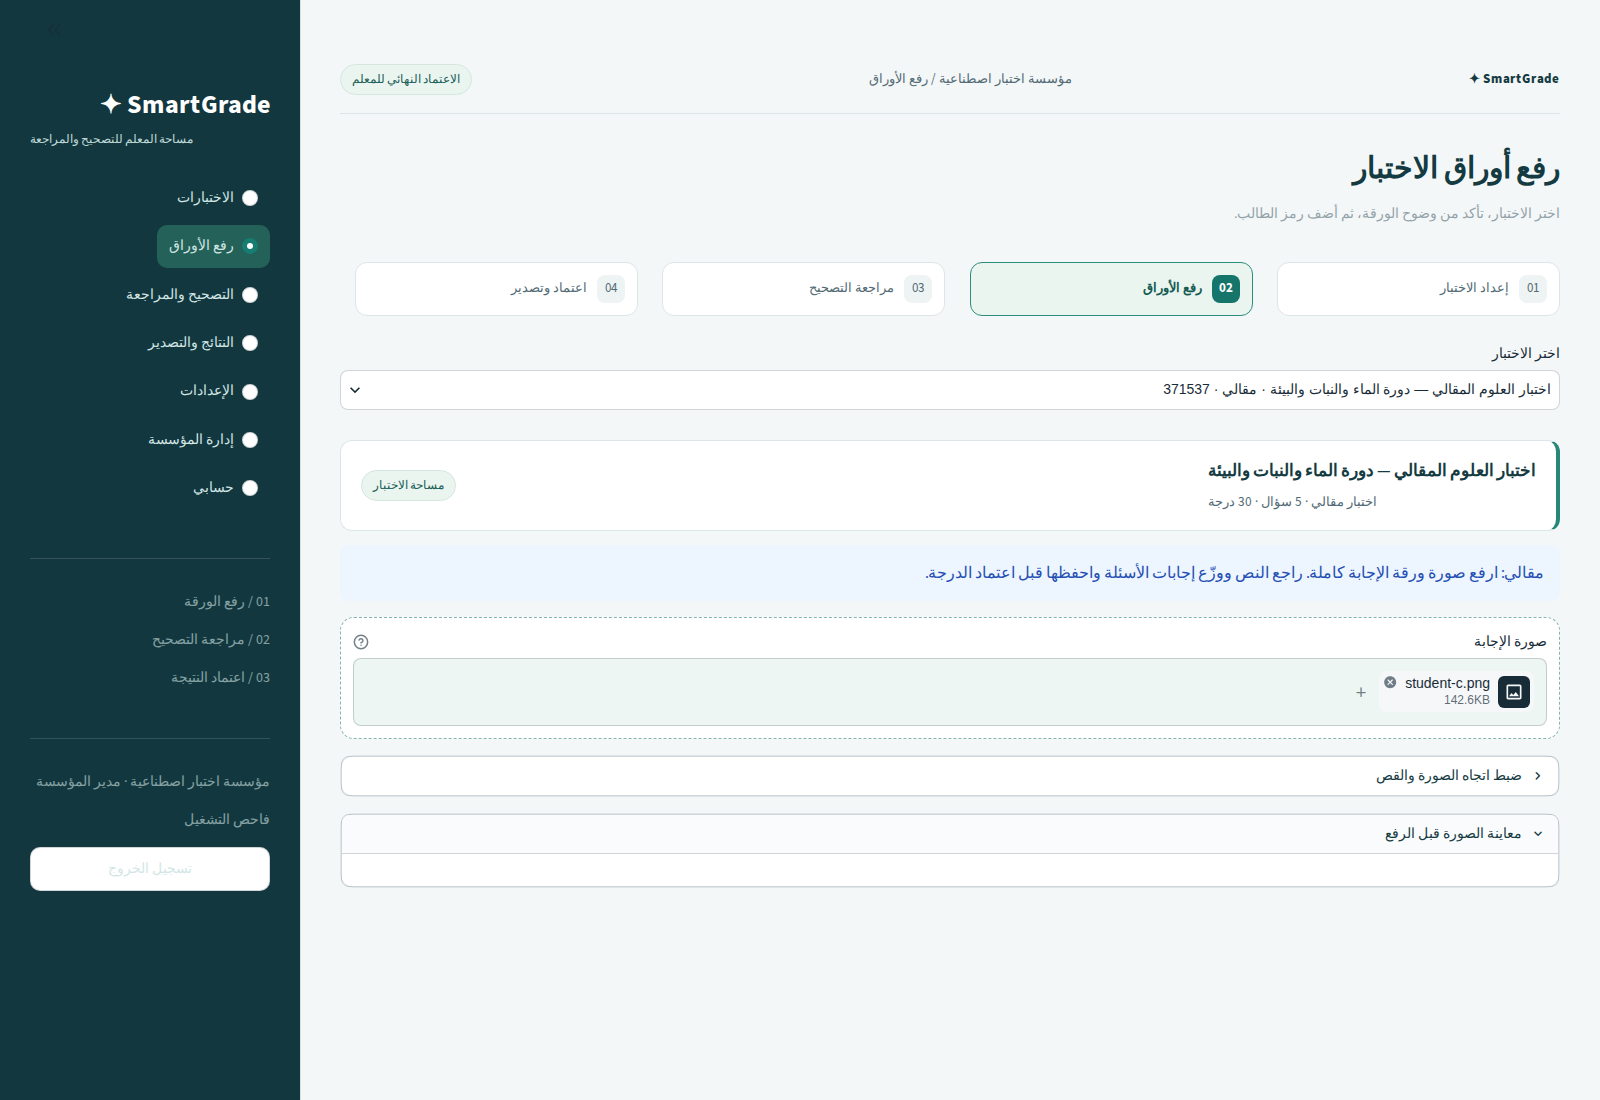 SmartGrade ✦
مساحة المعلم للتصحيح والمراجعة
الاختبارات
رفع الأوراق
التصحيح والمراجعة
النتائج والتصدير
الإعدادات
إدارة المؤسسة
حسابي
01 / رفع الورقة
02 / مراجعة التصحيح
03 / اعتماد النتيجة
مؤسسة اختبار اصطناعية · مدير المؤسسة
فاحص التشغيل
تسجيل الخروج
SmartGrade ✦
مؤسسة اختبار اصطناعية / رفع الأوراق
الاعتماد النهائي للمعلم
رفع أوراق الاختبار
اختر الاختبار، تأكد من وضوح الورقة، ثم أضف رمز الطالب.
01 إعداد الاختبار
02 رفع الأوراق
03 مراجعة التصحيح
04 اعتماد وتصدير
اختر الاختبار
اختبار العلوم المقالي — دورة الماء والنبات والبيئة · مقالي · 371537
اختبار العلوم المقالي — دورة الماء والنبات والبيئة
اختبار مقالي · 5 سؤال · 30 درجة
مساحة الاختبار
مقالي: ارفع صورة ورقة الإجابة كاملة. راجع النص ووزّع إجابات الأسئلة واحفظها قبل اعتماد الدرجة.
صورة الإجابة
student-c.png
142.6KB
ضبط اتجاه الصورة والقص
معاينة الصورة قبل الرفع